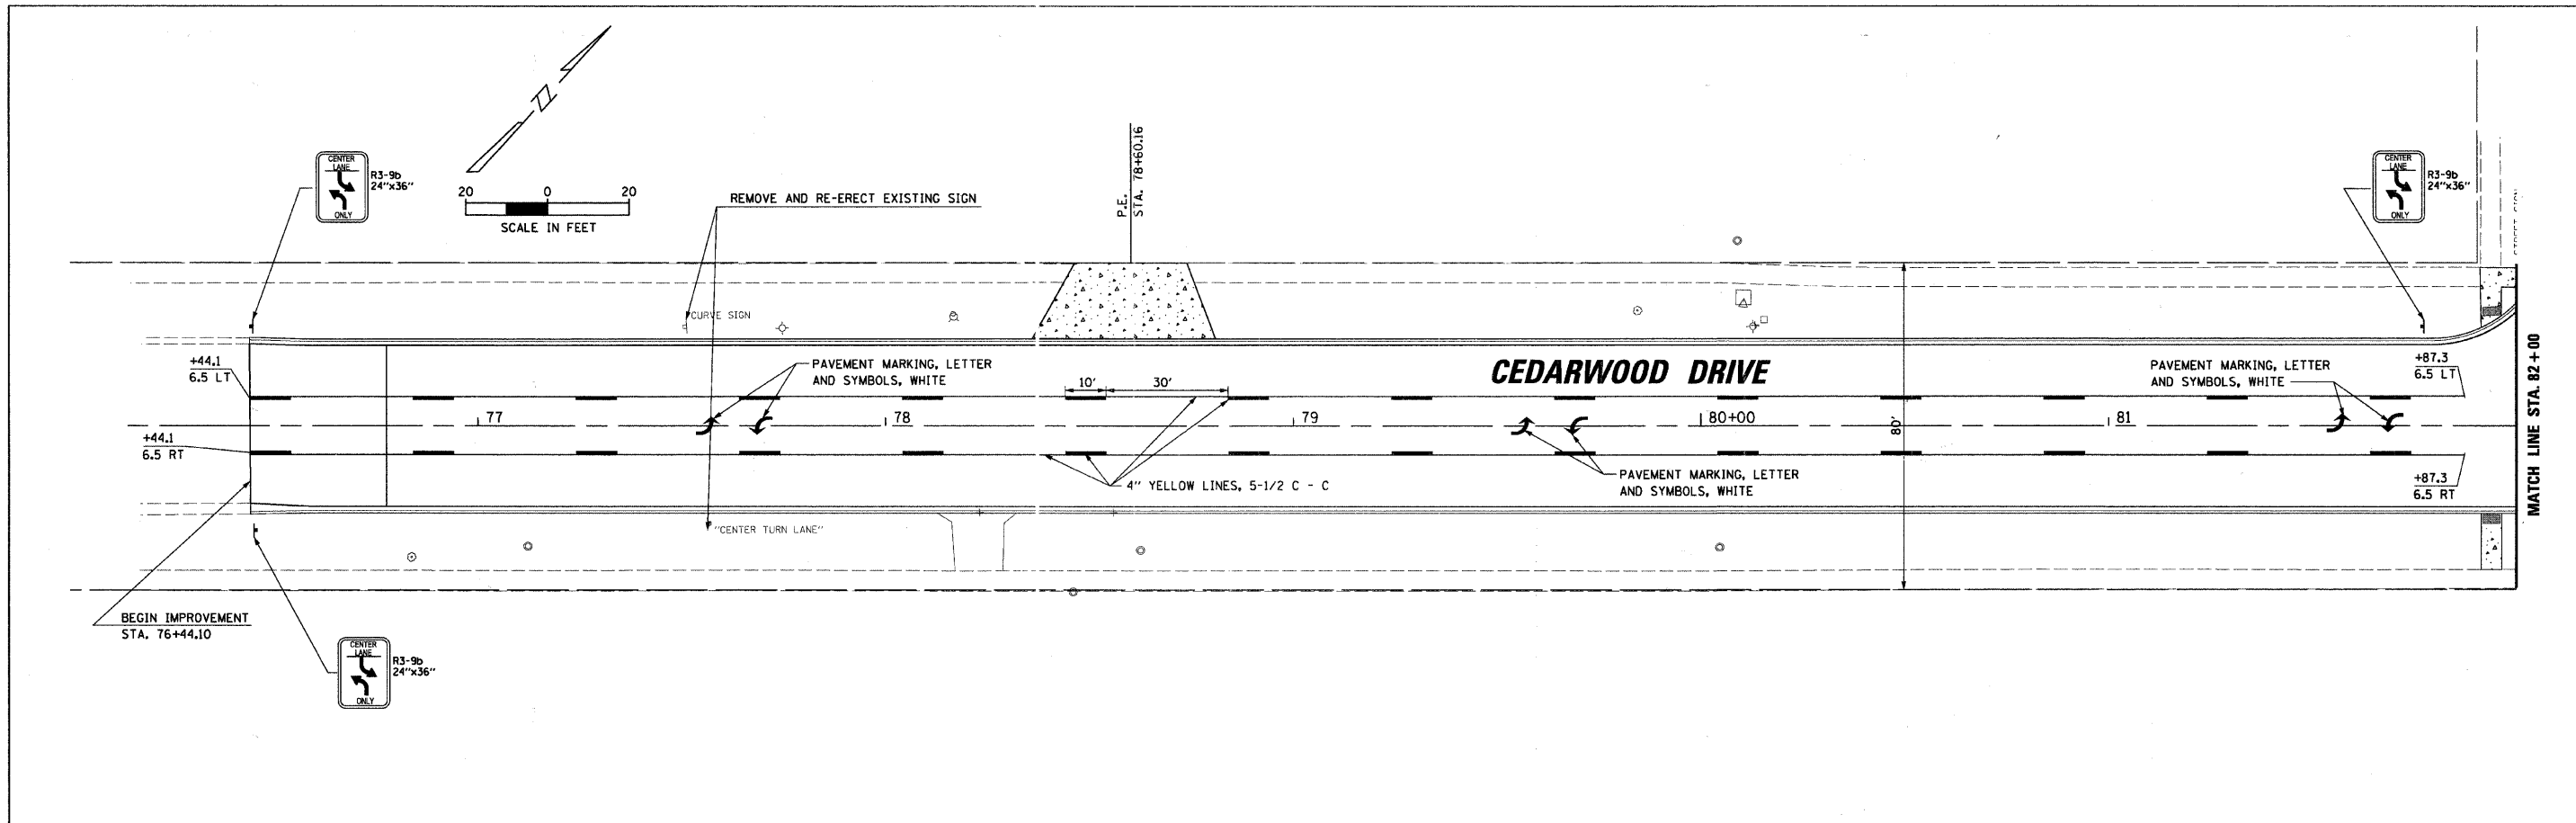 CENTER
LANE
ONLY
R3-9b
24"x36"
20 0 20
SCALE IN FEET
REMOVE AND RE-ERECT EXISTING SIGN
P.E.
STA. 78+60.16
CENTER
LANE
ONLY
R3-9b
24"x36"
CURVE SIGN
+44.1
6.5 LT
PAVEMENT MARKING, LETTER
AND SYMBOLS, WHITE
10' 30'
CEDARWOOD DRIVE
PAVEMENT MARKING, LETTER
AND SYMBOLS, WHITE
+87.3
6.5 LT
77 78 79 80+00 81
80'
+44.1
6.5 RT
4" YELLOW LINES, 5-1/2 C - C
PAVEMENT MARKING, LETTER
AND SYMBOLS, WHITE
+87.3
6.5 RT
MATCH LINE STA. 82+00
"CENTER TURN LANE"
BEGIN IMPROVEMENT
STA. 76+44.10
CENTER
LANE
ONLY
R3-9b
24"x36"